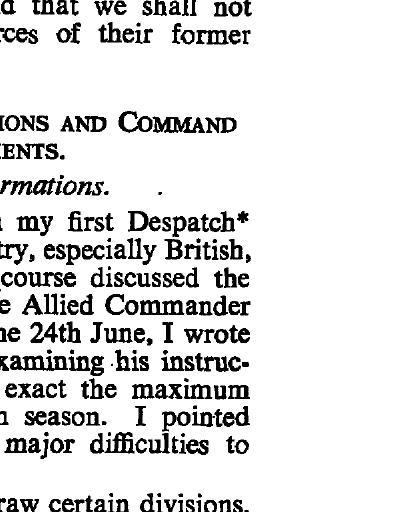 d that we shall not
rces of their former
IONS AND COMMAND
ENTS.
rmations.
my first Despatch*
try, especially British,
course discussed the
e Allied Commander
he 24th June, I wrote
xamining his instruc-
exact the maximum
n season. I pointed
major difficulties to
raw certain divisions,